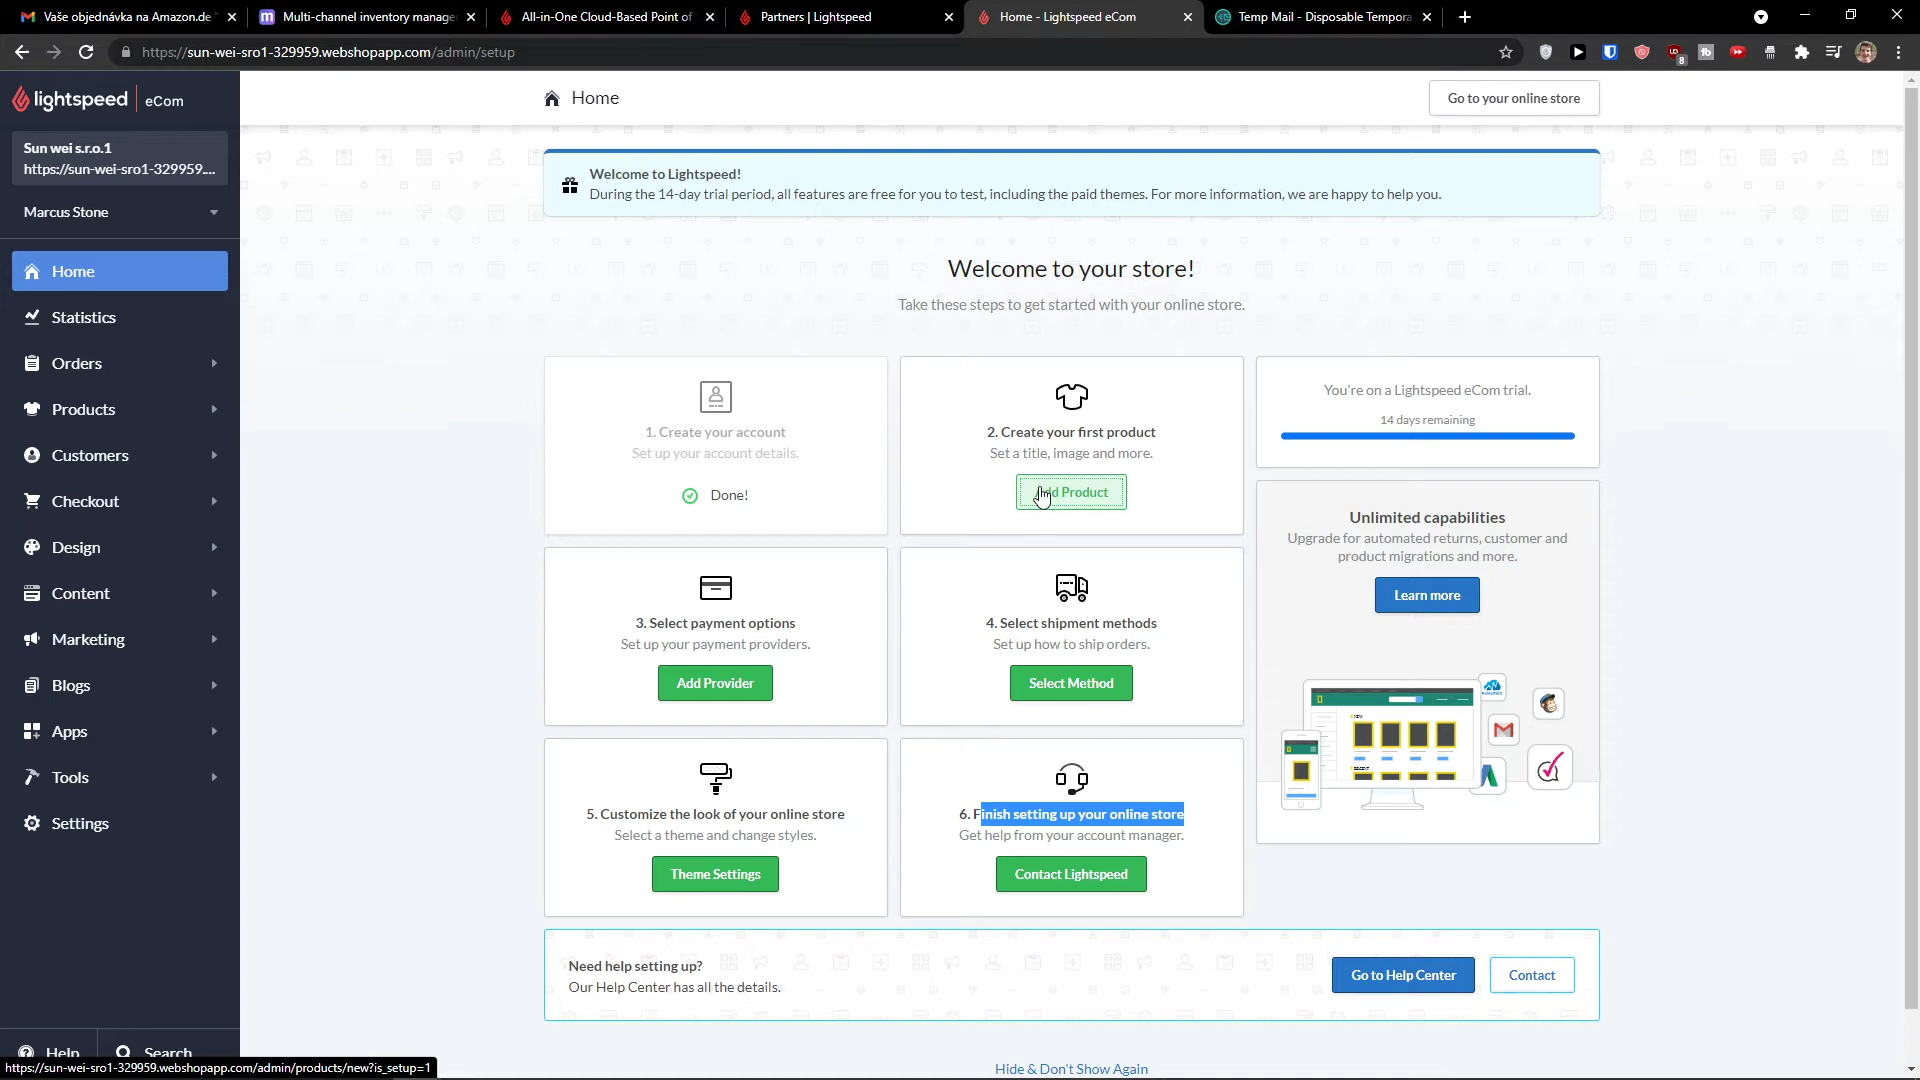 Vaše objednávka na Amazon.de
Multi-channel inventory manage
All-in-One Cloud-Based Point of
Partners | Lightspeed
Home - Lightspeed eCom
Temp Mail - Disposable Tempora
https://sun-wei-sro1-329959.webshopapp.com/admin/setup
8
lightspeed eCom
Home
Go to your online store
Sun wei s.r.o.1
https://sun-wei-sro1-329959....
Marcus Stone
Home
Statistics
Orders
Products
Customers
Checkout
Design
Content
Marketing
Blogs
Apps
Tools
Settings
Help
Search
Welcome to Lightspeed!
During the 14-day trial period, all features are free for you to test, including the paid themes. For more information, we are happy to help you.
Welcome to your store!
Take these steps to get started with your online store.
1. Create your account
Set up your account details.
Done!
2. Create your first product
Set a title, image and more.
Product
You're on a Lightspeed eCom trial.
14 days remaining
3. Select payment options
Set up your payment providers.
Add Provider
4. Select shipment methods
Set up how to ship orders.
Select Method
Unlimited capabilities
Upgrade for automated returns, customer and
product migrations and more.
Learn more
5. Customize the look of your online store
Select a theme and change styles.
Theme Settings
6. Finish setting up your online store
Get help from your account manager.
Contact Lightspeed
Need help setting up?
Our Help Center has all the details.
Go to Help Center
Contact
Hide & Don't Show Again
https://sun-wei-sro1-329959.webshopapp.com/admin/products/new?is_setup=1